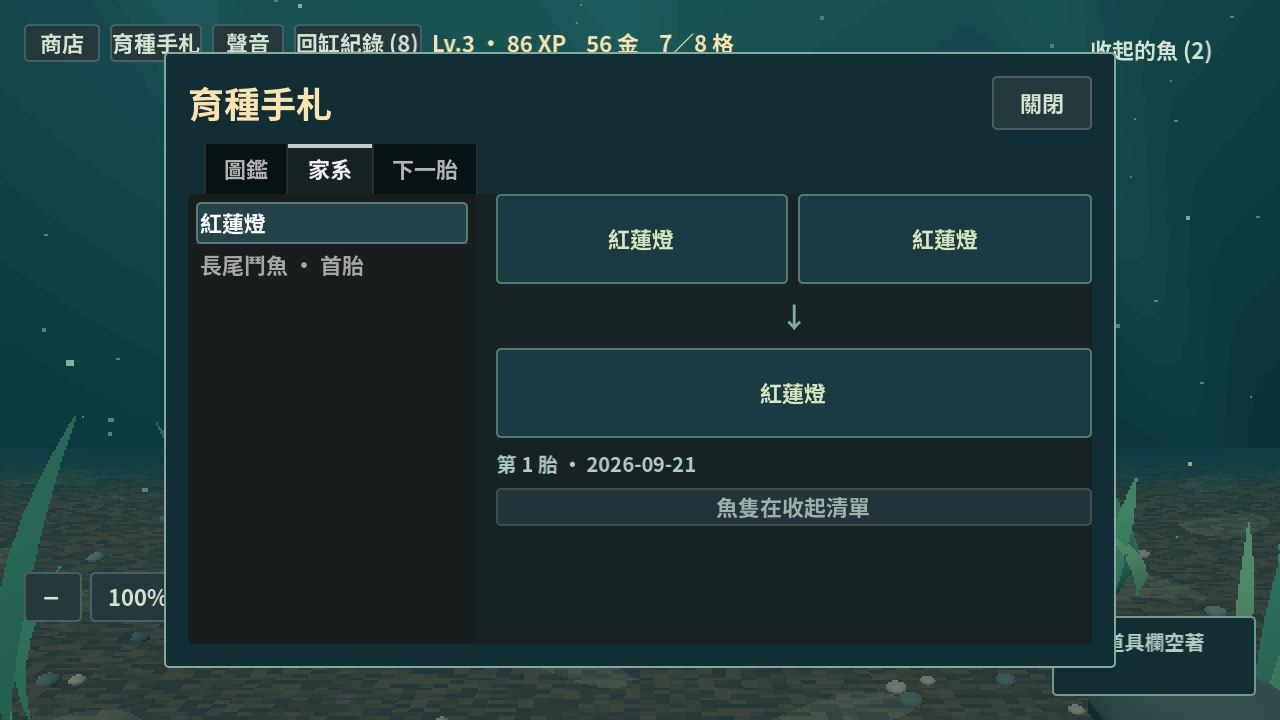 商店 育種手札 聲音 回缸紀錄 (8) Lv.3 • 86 XP 56 金 7／8 格
收起的魚 (2)
育種手札
關閉
圖鑑 家系 下一胎
紅蓮燈
長尾鬥魚 • 首胎
紅蓮燈 紅蓮燈
↓
紅蓮燈
第 1 胎 • 2026-09-21
魚隻在收起清單
− 100%
道具欄空著